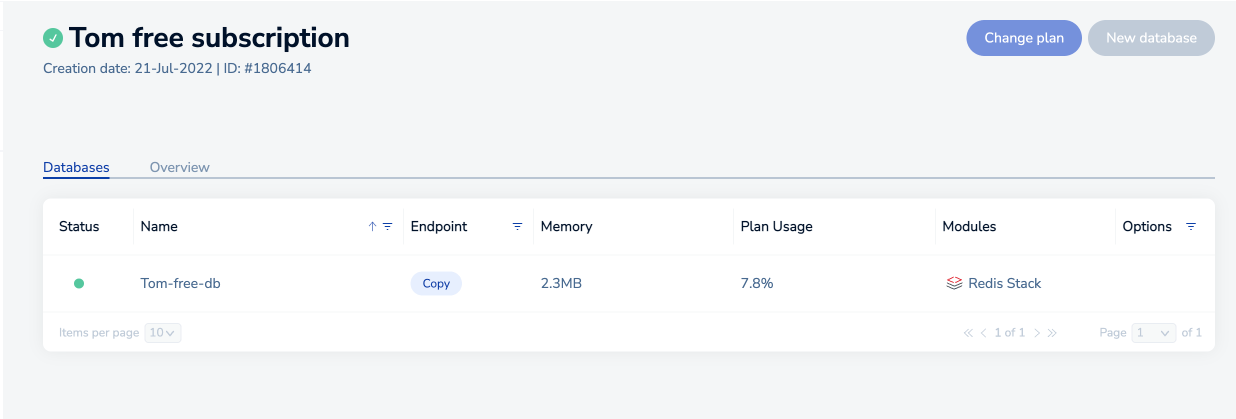 Tom free subscription
Change plan
New database
Creation date: 21-Jul-2022 | ID: #1806414
Databases
Overview
Status Name Endpoint Memory Plan Usage Modules Options
Tom-free-db Copy 2.3MB 7.8% Redis Stack
Items per page 10 1 of 1 Page 1 of 1